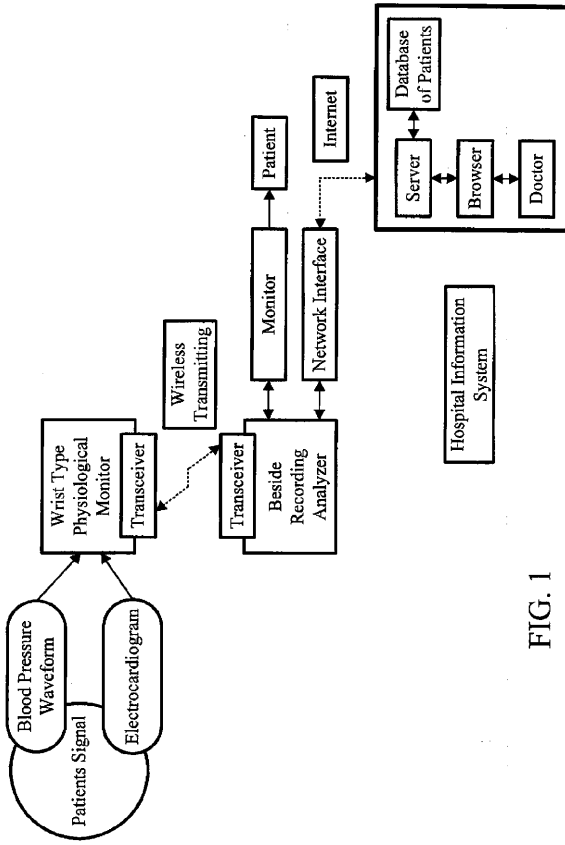 Patients Signal
Blood Pressure
Waveform
Electrocardiogram
Wrist Type
Physiological
Monitor
Transceiver
Wireless
Transmitting
Transceiver
Beside
Recording
Analyzer
Monitor
Patient
Network Interface
Internet
Server
Database
of Patients
Browser
Doctor
Hospital Information
System
FIG. 1